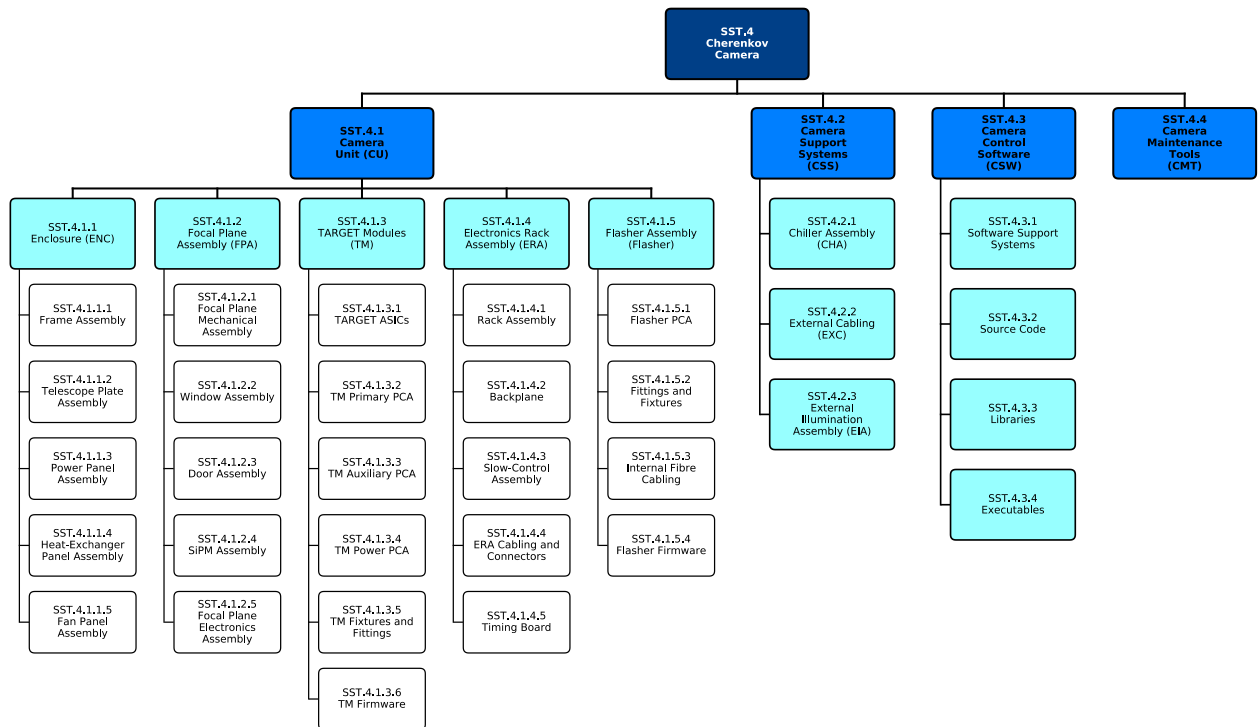 SST.4
Cherenkov
Camera
SST.4.1
Camera
Unit (CU)
SST.4.2
Camera
Support
Systems
(CSS)
SST.4.3
Camera
Control
Software
(CSW)
SST.4.4
Camera
Maintenance
Tools
(CMT)
SST.4.1.1
Enclosure (ENC)
SST.4.1.2
Focal Plane
Assembly (FPA)
SST.4.1.3
TARGET Modules
(TM)
SST.4.1.4
Electronics Rack
Assembly (ERA)
SST.4.1.5
Flasher Assembly
(Flasher)
SST.4.2.1
Chiller Assembly
(CHA)
SST.4.3.1
Software Support
Systems
SST.4.1.1.1
Frame Assembly
SST.4.1.2.1
Focal Plane
Mechanical
Assembly
SST.4.1.3.1
TARGET ASICs
SST.4.1.4.1
Rack Assembly
SST.4.1.5.1
Flasher PCA
SST.4.2.2
External Cabling
(EXC)
SST.4.3.2
Source Code
SST.4.1.1.2
Telescope Plate
Assembly
SST.4.1.2.2
Window Assembly
SST.4.1.3.2
TM Primary PCA
SST.4.1.4.2
Backplane
SST.4.1.5.2
Fittings and
Fixtures
SST.4.2.3
External
Illumination
Assembly (EIA)
SST.4.3.3
Libraries
SST.4.1.1.3
Power Panel
Assembly
SST.4.1.2.3
Door Assembly
SST.4.1.3.3
TM Auxiliary PCA
SST.4.1.4.3
Slow-Control
Assembly
SST.4.1.5.3
Internal Fibre
Cabling
SST.4.3.4
Executables
SST.4.1.1.4
Heat-Exchanger
Panel Assembly
SST.4.1.2.4
SiPM Assembly
SST.4.1.3.4
TM Power PCA
SST.4.1.4.4
ERA Cabling and
Connectors
SST.4.1.5.4
Flasher Firmware
SST.4.1.1.5
Fan Panel
Assembly
SST.4.1.2.5
Focal Plane
Electronics
Assembly
SST.4.1.3.5
TM Fixtures and
Fittings
SST.4.1.4.5
Timing Board
SST.4.1.3.6
TM Firmware